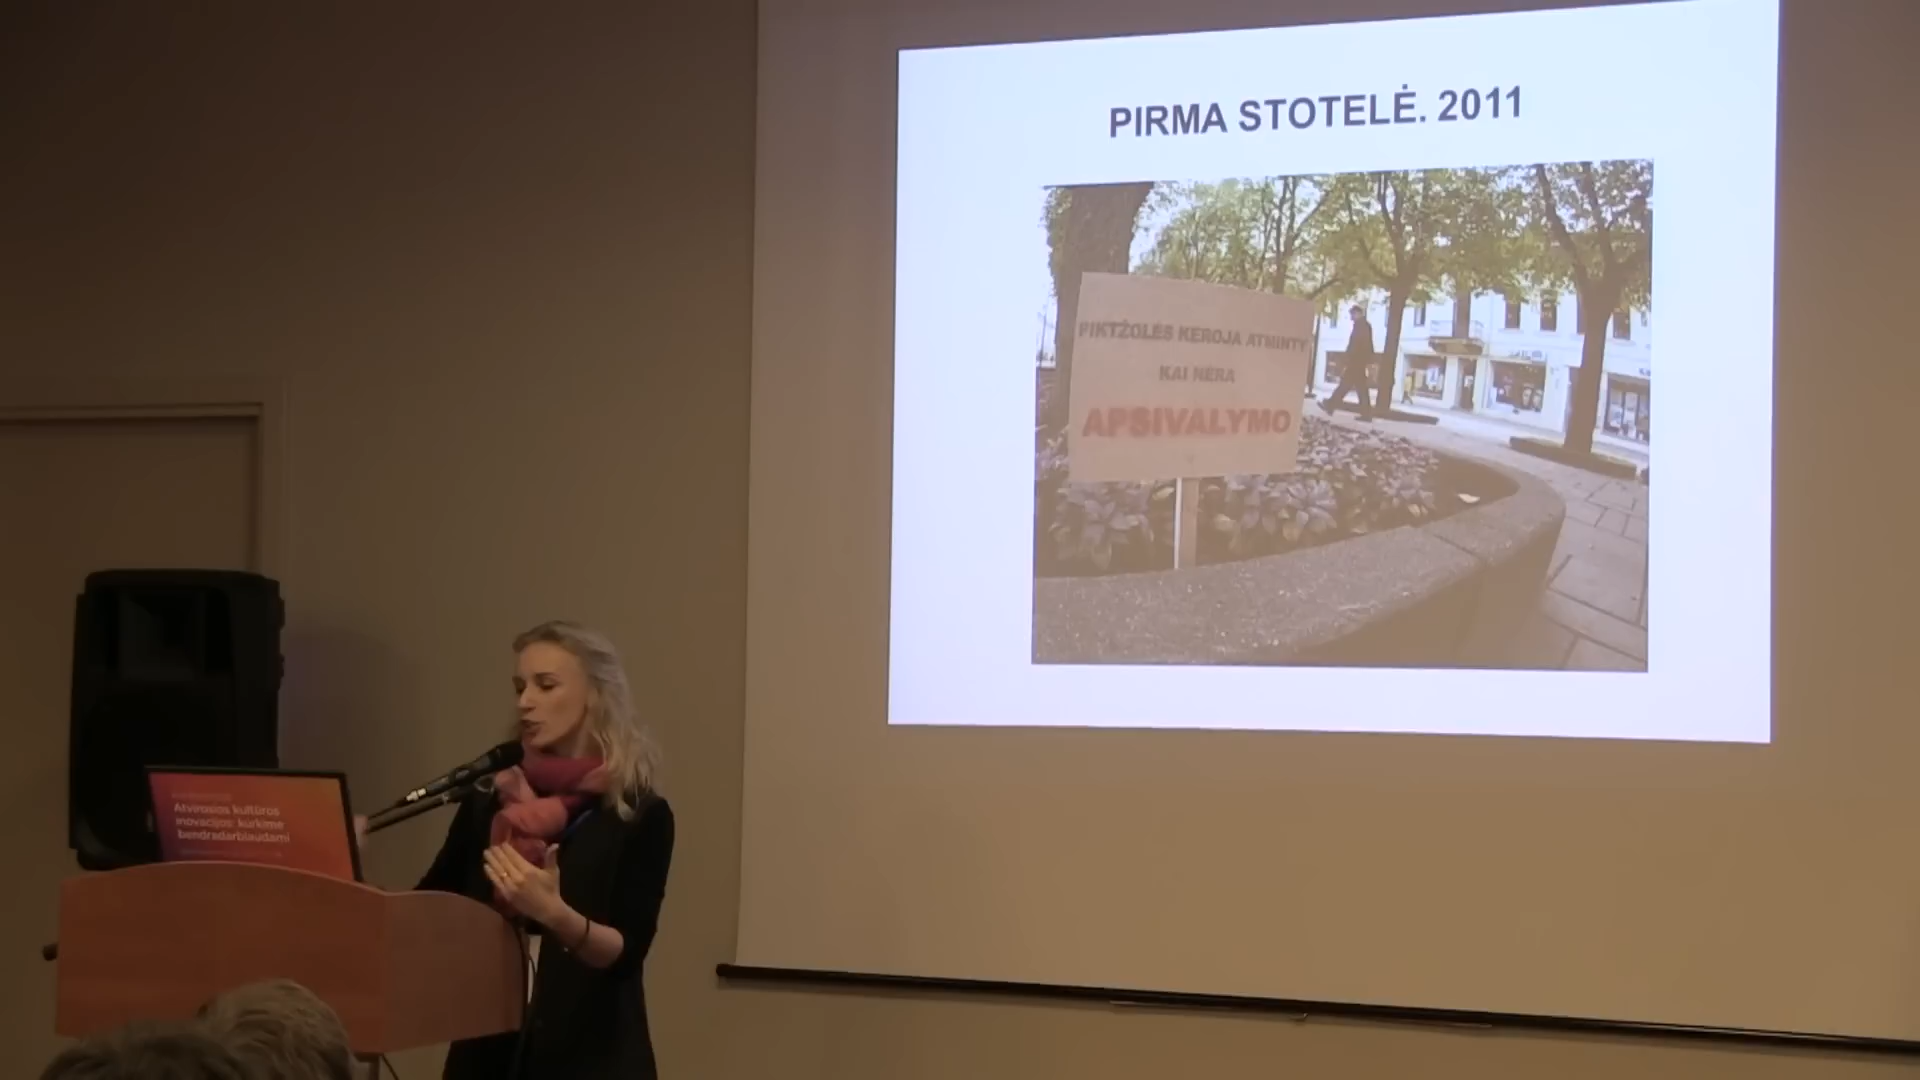 PIRMA STOTELĖ. 2011
PIKTŽOLĖS KEROJA ATMINTY
KAI NĖRA
APSIVALYMO
Atvirosios kultūros
inovacijos: kurkime
bendradarbiaudami